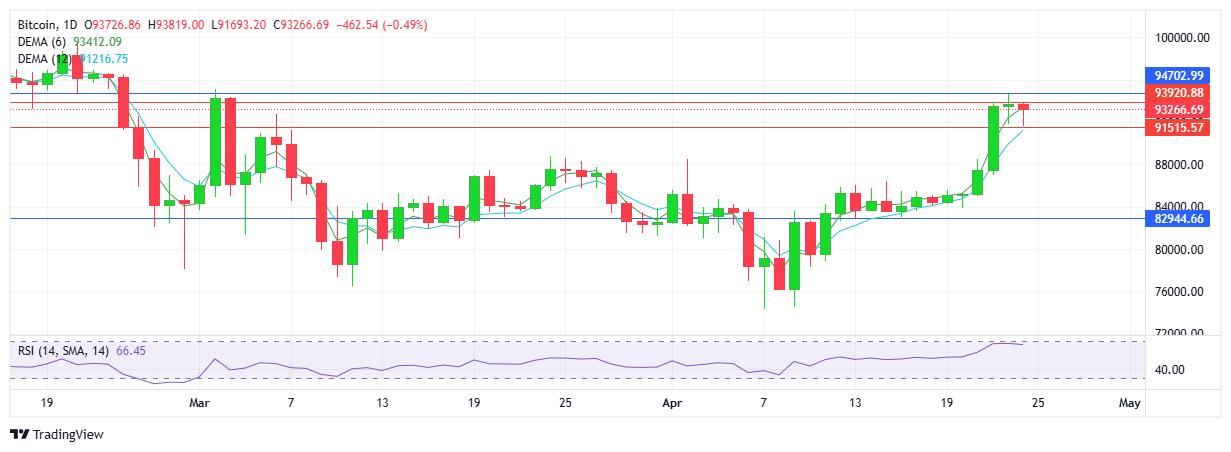 Bitcoin, 1D O93726.86 H93819.00 L91693.20 C93266.69 −462.54 (−0.49%)
DEMA (6) 93412.09
DEMA (12) 91216.75
100000.00
94702.99
93920.88
93266.69
91515.57
88000.00
84000.00
82944.66
80000.00
76000.00
72000.00
RSI (14, SMA, 14) 66.45
40.00
19 Mar 7 13 19 25 Apr 7 13 19 25 May
TradingView